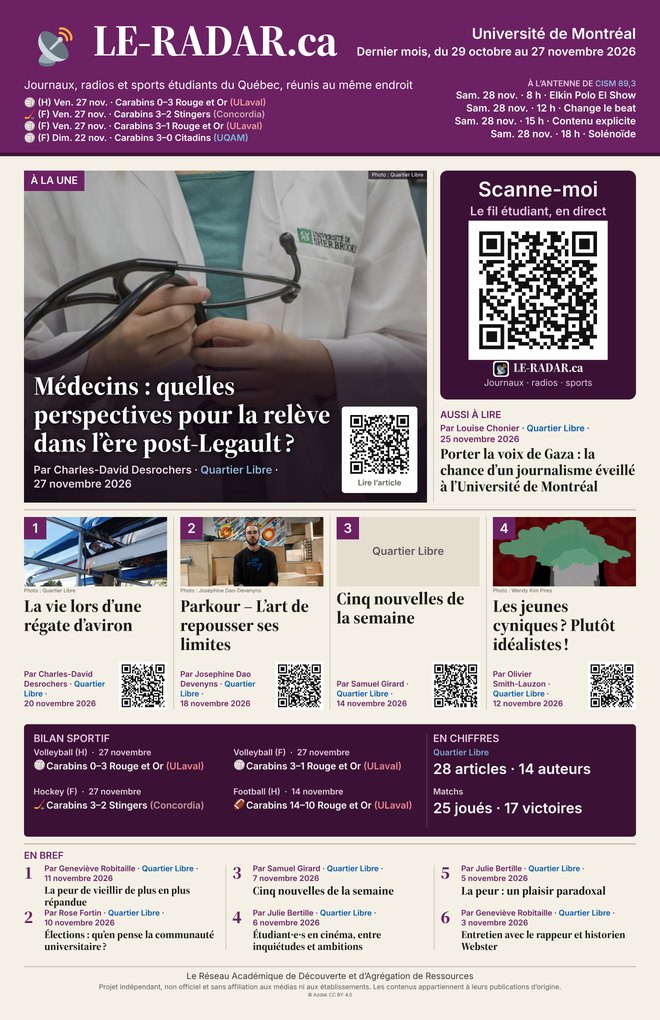 LE-RADAR.ca
Université de Montréal
Dernier mois, du 29 octobre au 27 novembre 2026
Journaux, radios et sports étudiants du Québec, réunis au même endroit
(H) Ven. 27 nov. · Carabins 0–3 Rouge et Or (ULaval)
(F) Ven. 27 nov. · Carabins 3–2 Stingers (Concordia)
(F) Ven. 27 nov. · Carabins 3–1 Rouge et Or (ULaval)
(F) Dim. 22 nov. · Carabins 3–0 Citadins (UQAM)
À L'ANTENNE DE CISM 89,3
Sam. 28 nov. · 8 h · Elkin Polo El Show
Sam. 28 nov. · 12 h · Change le beat
Sam. 28 nov. · 15 h · Contenu explicite
Sam. 28 nov. · 18 h · Solénoïde
À LA UNE
Photo : Quartier Libre
UNIVERSITÉ DE
SHERBROOKE
Médecins : quelles
perspectives pour la relève
dans l'ère post-Legault ?
Par Charles-David Desrochers · Quartier Libre ·
27 novembre 2026
Lire l'article
Scanne-moi
Le fil étudiant, en direct
LE-RADAR.ca
Journaux · radios · sports
AUSSI À LIRE
Par Louise Chonier · Quartier Libre ·
25 novembre 2026
Porter la voix de Gaza : la
chance d'un journalisme éveillé
à l'Université de Montréal
1
Photo : Quartier Libre
La vie lors d'une
régate d'aviron
Par Charles-David
Desrochers · Quartier
Libre ·
20 novembre 2026
2
Photo : Joséphine Dao-Devenyns
Parkour – L'art de
repousser ses
limites
Par Josephine Dao
Devenyns · Quartier
Libre ·
18 novembre 2026
3
Quartier Libre
Cinq nouvelles de
la semaine
Par Samuel Girard ·
Quartier Libre ·
14 novembre 2026
4
Photo : Wendy Kim Pires
Les jeunes
cyniques ? Plutôt
idéalistes !
Par Olivier
Smith-Lauzon ·
Quartier Libre ·
12 novembre 2026
BILAN SPORTIF
Volleyball (H) · 27 novembre
Carabins 0–3 Rouge et Or (ULaval)
Volleyball (F) · 27 novembre
Carabins 3–1 Rouge et Or (ULaval)
Hockey (F) · 27 novembre
Carabins 3–2 Stingers (Concordia)
Football (H) · 14 novembre
Carabins 14–10 Rouge et Or (ULaval)
EN CHIFFRES
Quartier Libre
28 articles · 14 auteurs
Matchs
25 joués · 17 victoires
EN BREF
1
Par Geneviève Robitaille · Quartier Libre ·
11 novembre 2026
La peur de vieillir de plus en plus
répandue
2
Par Rose Fortin · Quartier Libre ·
10 novembre 2026
Élections : qu'en pense la communauté
universitaire ?
3
Par Samuel Girard · Quartier Libre ·
7 novembre 2026
Cinq nouvelles de la semaine
4
Par Julie Bertille · Quartier Libre ·
6 novembre 2026
Étudiant·e·s en cinéma, entre
inquiétudes et ambitions
5
Par Julie Bertille · Quartier Libre ·
5 novembre 2026
La peur : un plaisir paradoxal
6
Par Geneviève Robitaille · Quartier Libre ·
3 novembre 2026
Entretien avec le rappeur et historien
Webster
Le Réseau Académique de Découverte et d'Agrégation de Ressources
Projet indépendant, non officiel et sans affiliation aux médias ni aux établissements. Les contenus appartiennent à leurs publications d'origine.
© Azdak CC BY 4.0